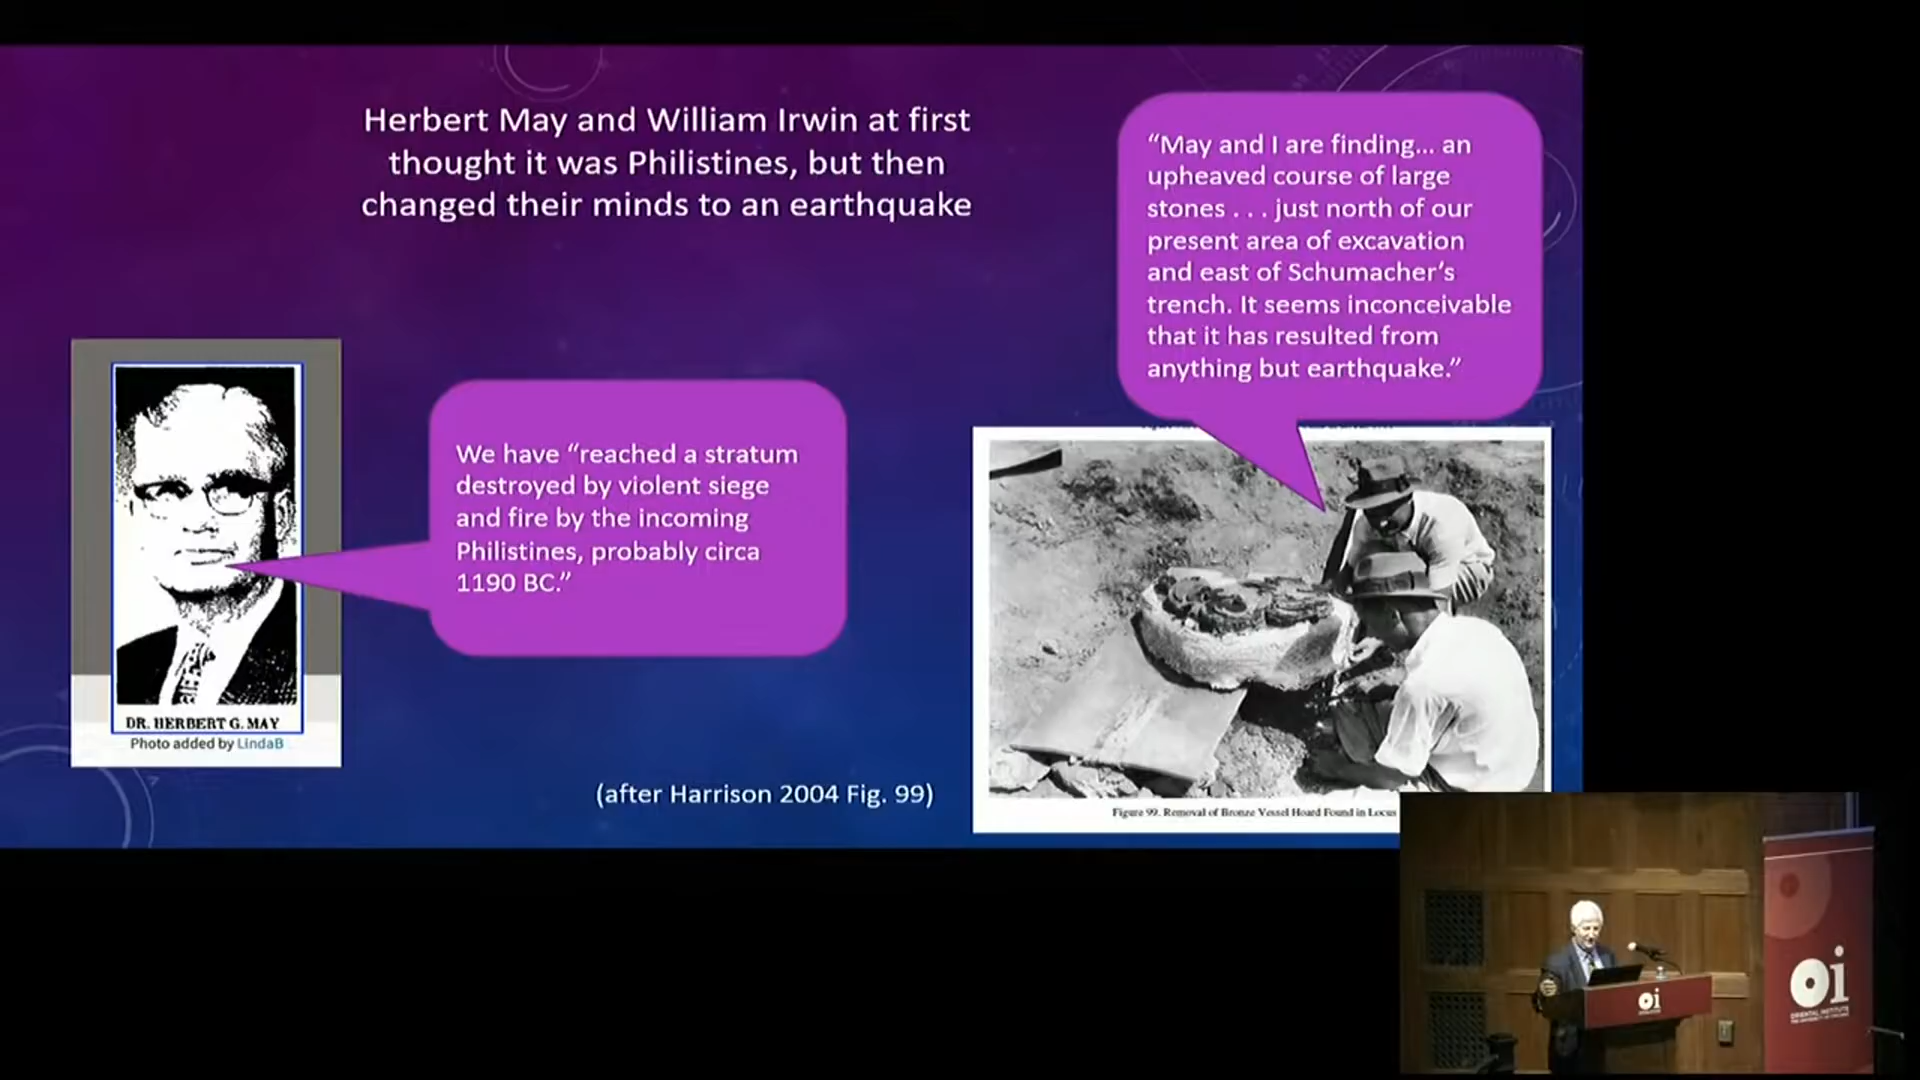 Herbert May and William Irwin at first
thought it was Philistines, but then
changed their minds to an earthquake
“May and I are finding... an
upheaved course of large
stones . . . just north of our
present area of excavation
and east of Schumacher’s
trench. It seems inconceivable
that it has resulted from
anything but earthquake.”
We have “reached a stratum
destroyed by violent siege
and fire by the incoming
Philistines, probably circa
1190 BC.”
DR. HERBERT G. MAY
Photo added by LindaB
(after Harrison 2004 Fig. 99)
Figure 99. Removal of Bronze Vessel Hoard Found in Locus
oi
oi
ORIENTAL INSTITUTE